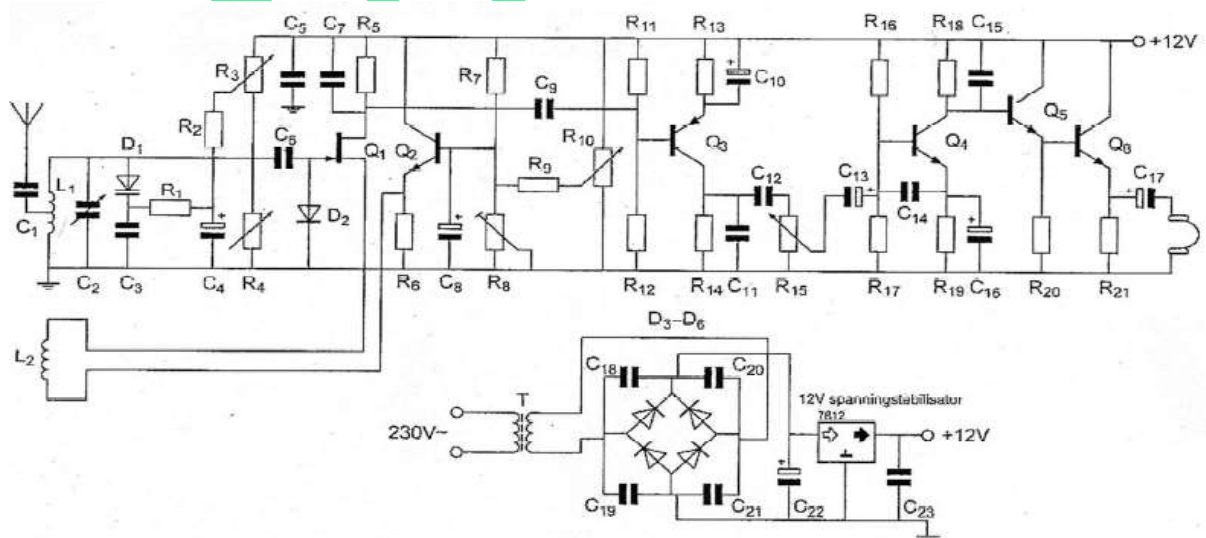 C5 C7 R5 R11 R13 R16 R18 C15
+12V
R3 R7 C9 + C10
R2 R10 Q5
D1 C6 Q1 Q2 Q3 Q4 Q6
L1 R1 R9 C12 C13 + C17 +
C1 + D2 + C14 +
C2 C3 C4 R4 R6 C8 R8 R12 R14 C11 R15 R17 R19 C16 R20 R21
D3–D6
L2 C18 C20
T 12V spanningstabilisator
7812
230V~ +12V
+
C19 C21 C22 C23